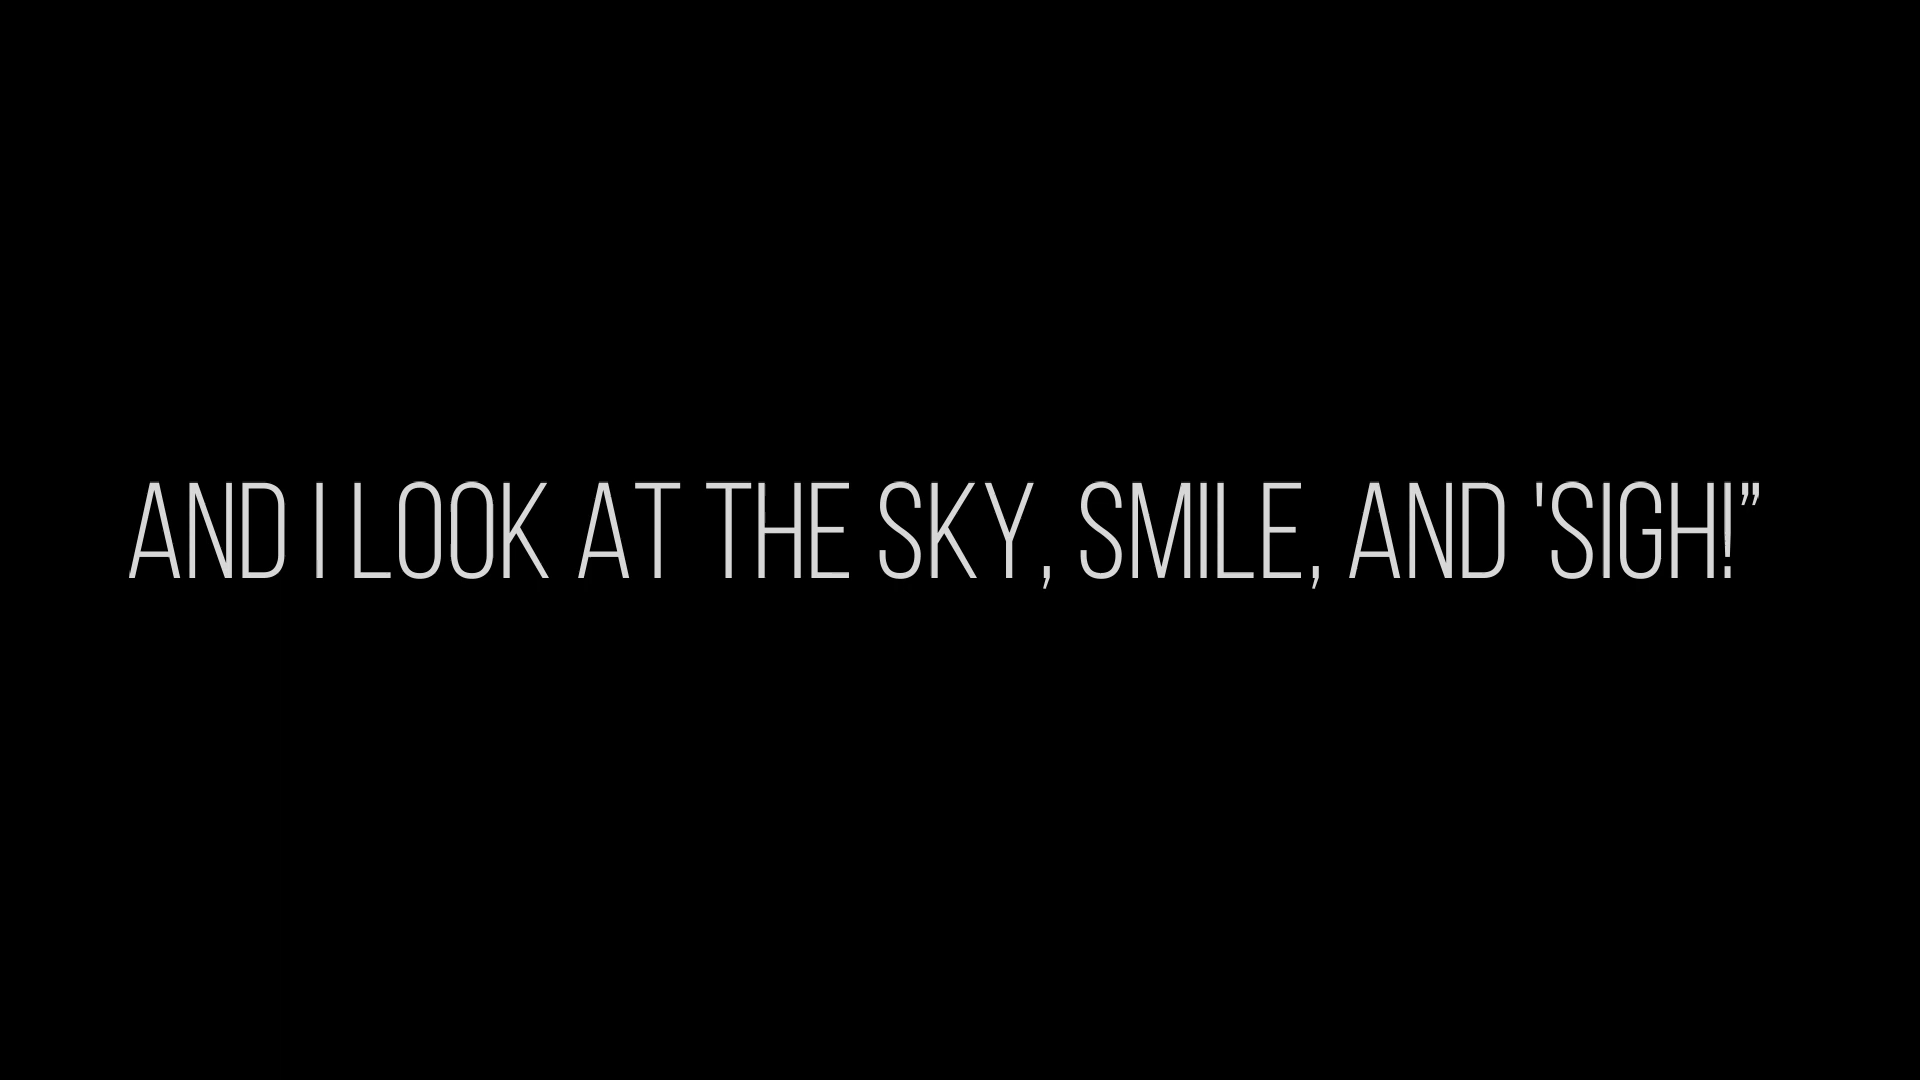 AND I LOOK AT THE SKY, SMILE, AND 'SIGH!”